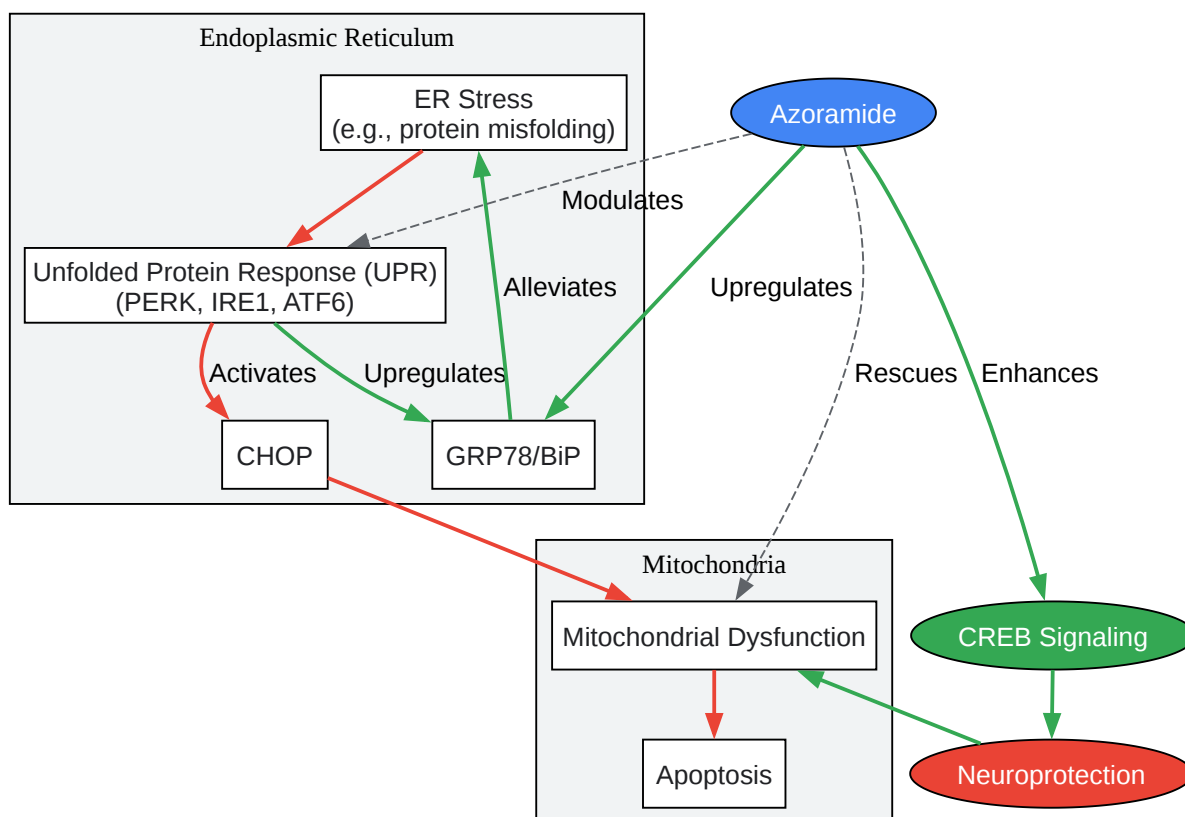 Endoplasmic Reticulum
ER Stress
(e.g., protein misfolding)
Azoramide
Modulates
Unfolded Protein Response (UPR)
(PERK, IRE1, ATF6)
Alleviates
Upregulates
Activates
Upregulates
Rescues
Enhances
CHOP
GRP78/BiP
Mitochondria
Mitochondrial Dysfunction
CREB Signaling
Apoptosis
Neuroprotection